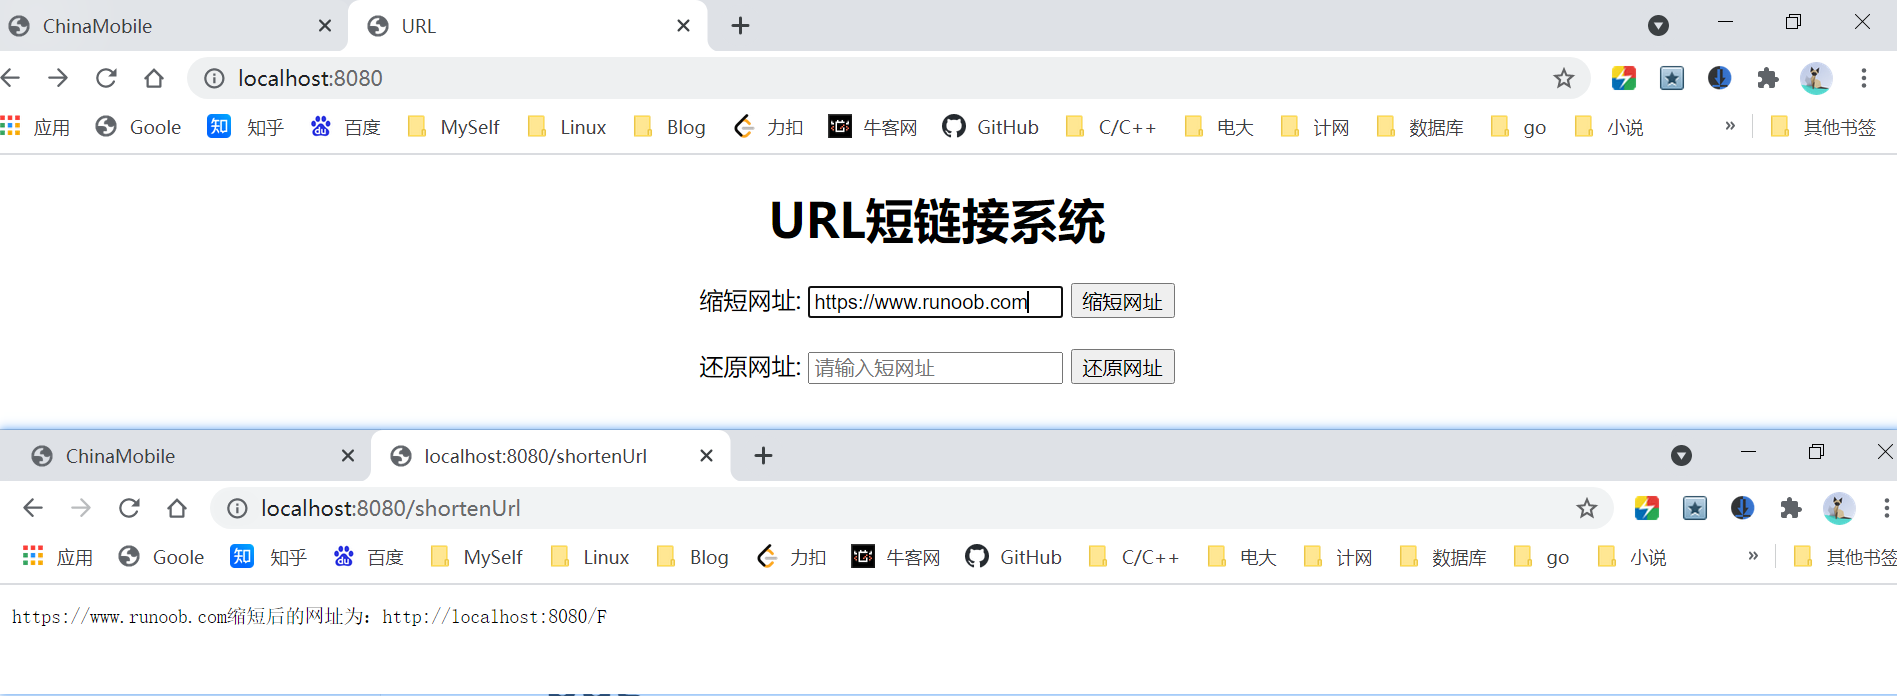 ChinaMobile URL
localhost:8080
应用 Goole 知 知乎 du 百度 MySelf Linux Blog 力扣 牛客网 GitHub C/C++ 电大 计网 数据库 go 小说 » 其他书签
URL短链接系统
缩短网址: https://www.runoob.com 缩短网址
还原网址: 请输入短网址 还原网址
ChinaMobile localhost:8080/shortenUrl
localhost:8080/shortenUrl
应用 Goole 知 知乎 du 百度 MySelf Linux Blog 力扣 牛客网 GitHub C/C++ 电大 计网 数据库 go 小说 » 其他书签
https://www.runoob.com缩短后的网址为：http://localhost:8080/F